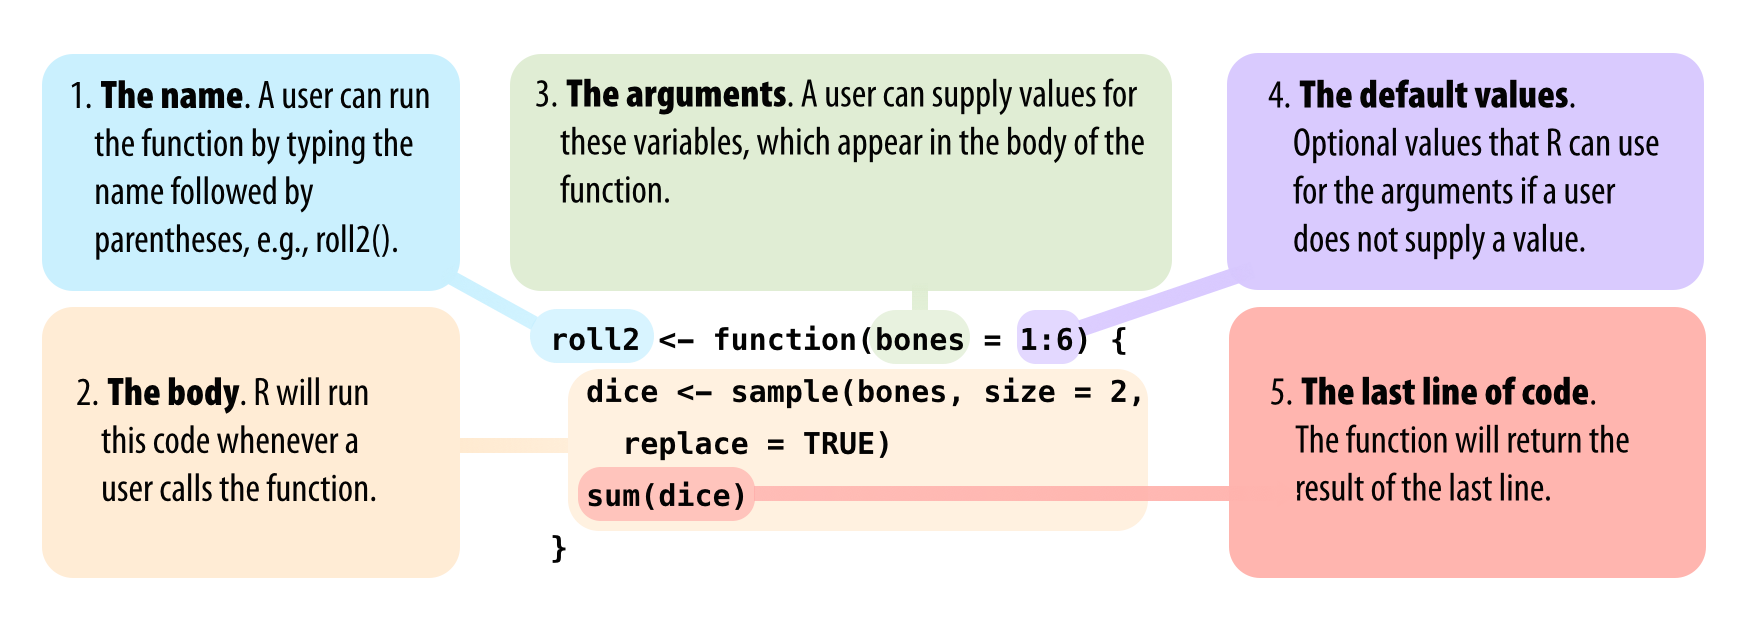 1. The name. A user can run
the function by typing the
name followed by
parentheses, e.g., roll2().
2. The body. R will run
this code whenever a
user calls the function.
3. The arguments. A user can supply values for
these variables, which appear in the body of the
function.
4. The default values.
Optional values that R can use
for the arguments if a user
does not supply a value.
5. The last line of code.
The function will return the
result of the last line.
roll2 <- function(bones = 1:6) {
  dice <- sample(bones, size = 2,
    replace = TRUE)
  sum(dice)
}